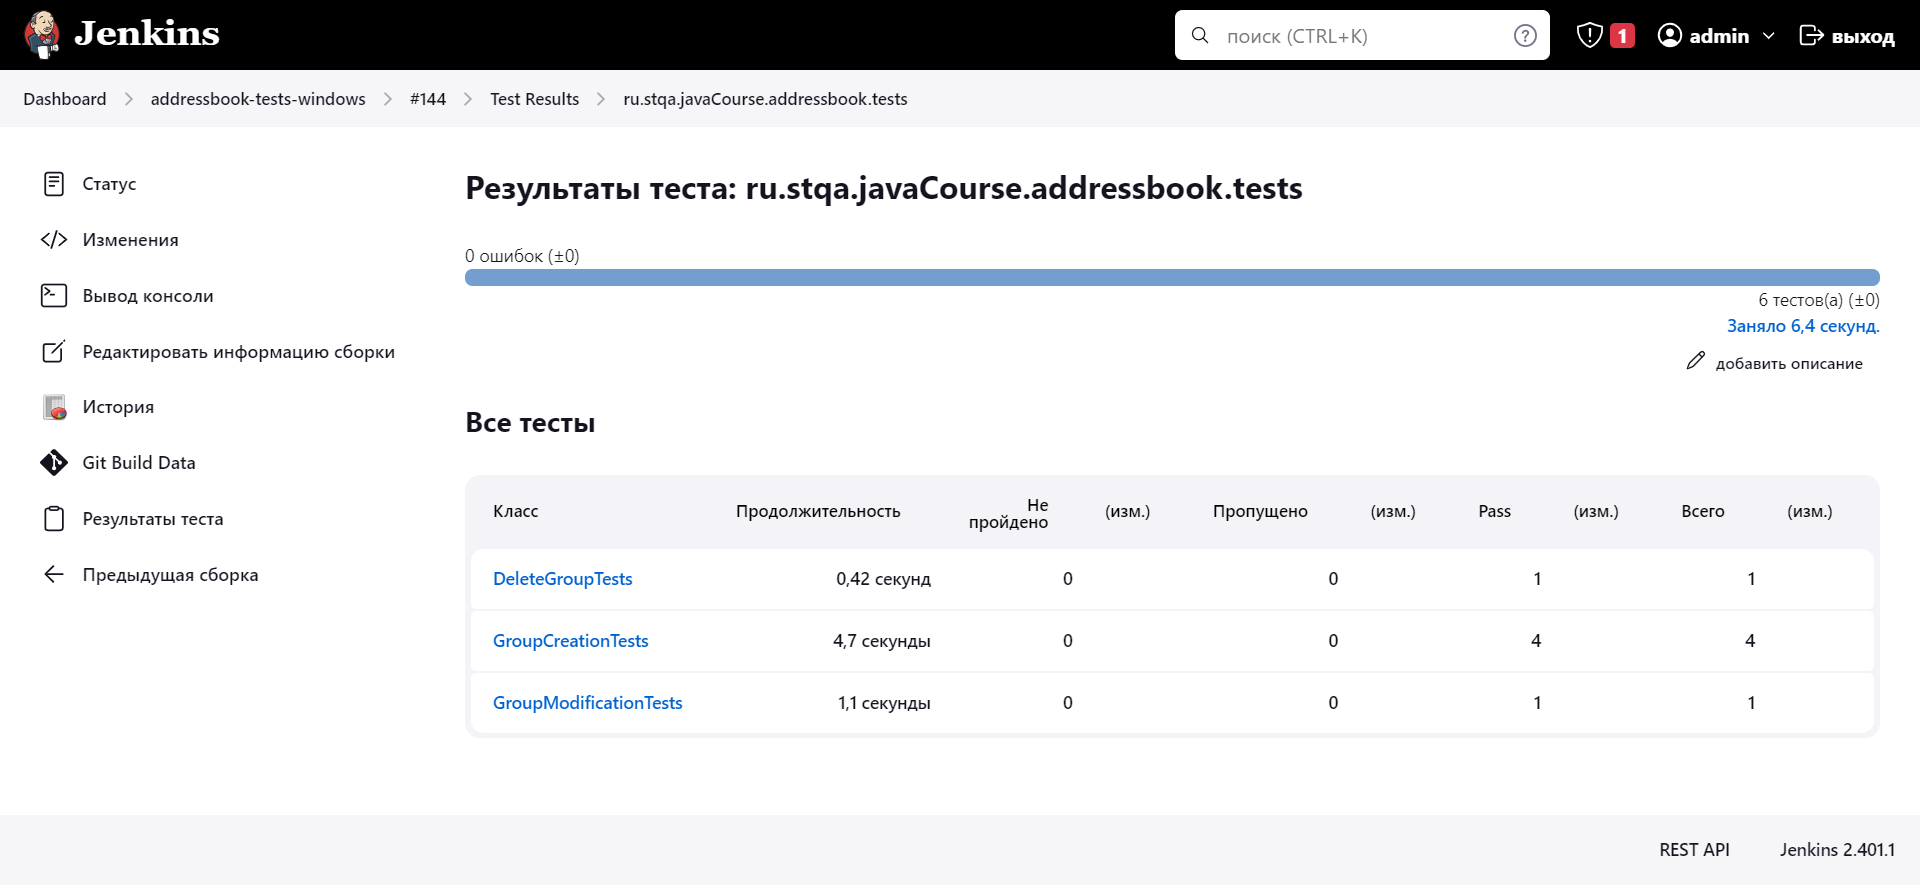 Jenkins
поиск (CTRL+K)
?
1
admin
выход
Dashboard
addressbook-tests-windows
#144
Test Results
ru.stqa.javaCourse.addressbook.tests
Статус
Изменения
Вывод консоли
Редактировать информацию сборки
История
Git Build Data
Результаты теста
Предыдущая сборка
Результаты теста: ru.stqa.javaCourse.addressbook.tests
0 ошибок (±0)
6 тестов(а) (±0)
Заняло 6,4 секунд.
добавить описание
Все тесты
Класс Продолжительность Не пройдено (изм.) Пропущено (изм.) Pass (изм.) Всего (изм.)
DeleteGroupTests 0,42 секунд 0 0 1 1
GroupCreationTests 4,7 секунды 0 0 4 4
GroupModificationTests 1,1 секунды 0 0 1 1
REST API Jenkins 2.401.1